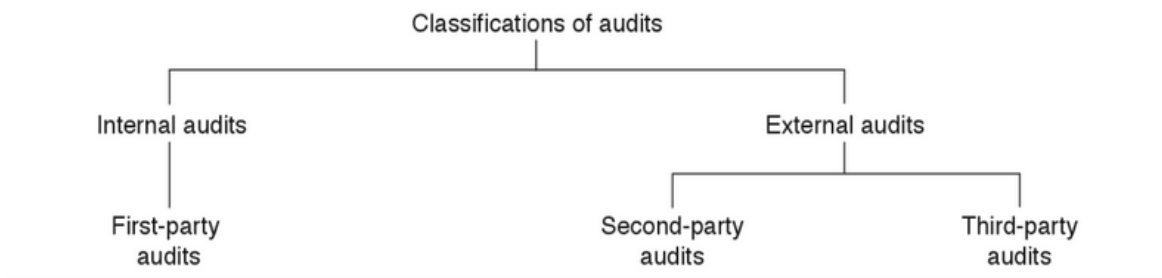 Classifications of audits
Internal audits
External audits
First-party
audits
Second-party
audits
Third-party
audits